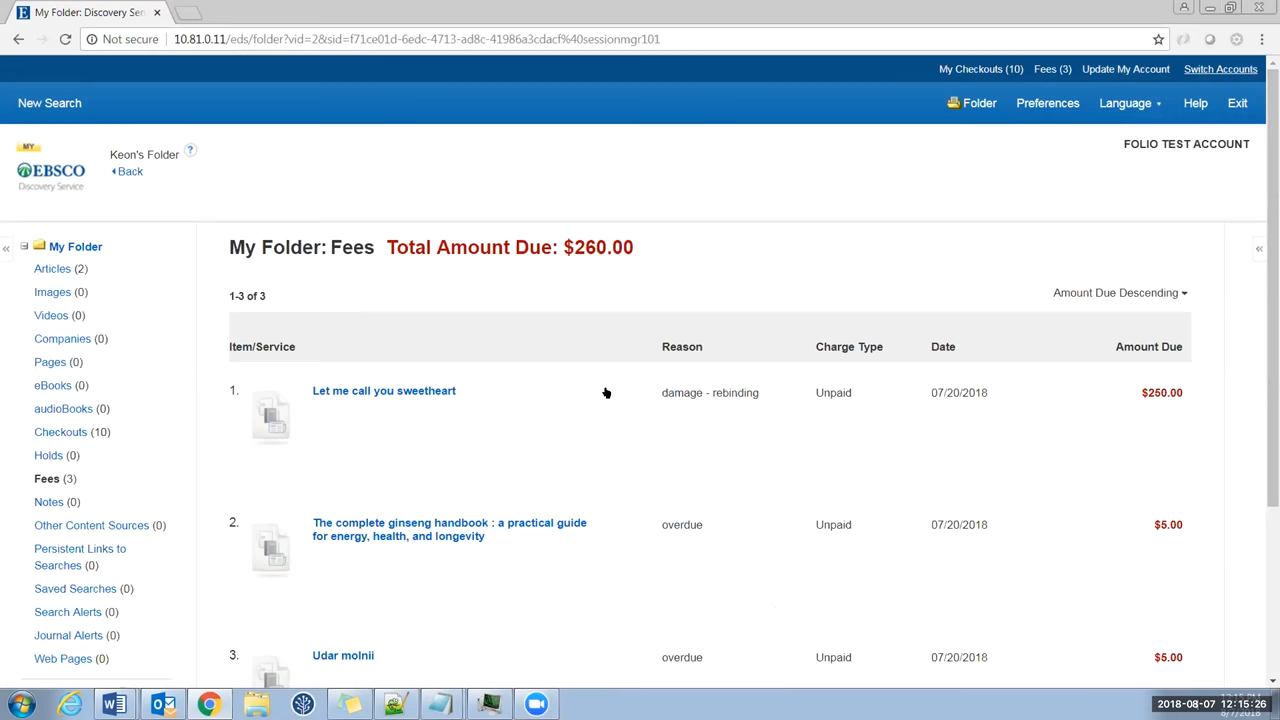 My Folder: Discovery Ser
Not secure 10.81.0.11/eds/folder?vid=2&sid=f71ce01d-6edc-4713-ad8c-41986a3cdacf%40sessionmgr101
My Checkouts (10) Fees (3) Update My Account Switch Accounts
New Search Folder Preferences Language Help Exit
MY
EBSCO
Discovery Service
Keon's Folder ?
Back
FOLIO TEST ACCOUNT
My Folder
Articles (2)
Images (0)
Videos (0)
Companies (0)
Pages (0)
eBooks (0)
audioBooks (0)
Checkouts (10)
Holds (0)
Fees (3)
Notes (0)
Other Content Sources (0)
Persistent Links to
Searches (0)
Saved Searches (0)
Search Alerts (0)
Journal Alerts (0)
Web Pages (0)
My Folder: Fees Total Amount Due: $260.00
1-3 of 3 Amount Due Descending
Item/Service Reason Charge Type Date Amount Due
1. Let me call you sweetheart damage - rebinding Unpaid 07/20/2018 $250.00
2. The complete ginseng handbook : a practical guide
for energy, health, and longevity overdue Unpaid 07/20/2018 $5.00
3. Udar molnii overdue Unpaid 07/20/2018 $5.00
2018-08-07 12:15:26
8/7/2018